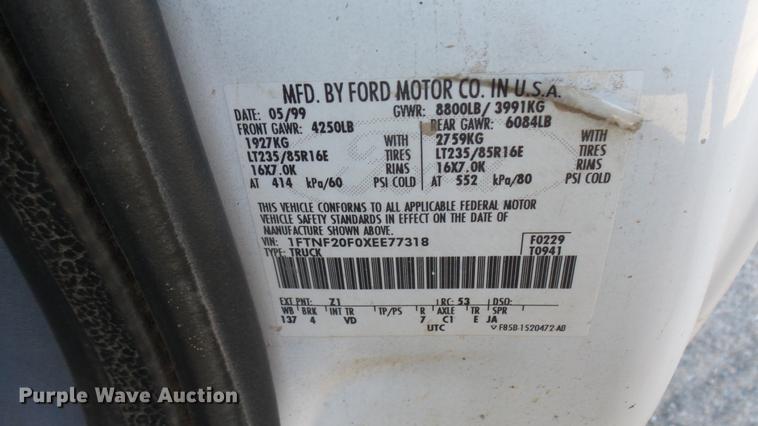 MFD. BY FORD MOTOR CO. IN U.S.A.
DATE: 05/99 GVWR: 8800LB/ 3991KG
FRONT GAWR: 4250LB REAR GAWR: 6084LB
1927KG WITH 2759KG WITH
LT235/85R16E TIRES LT235/85R16E TIRES
16X7.0K RIMS 16X7.0K RIMS
AT 414 kPa/60 PSI COLD AT 552 kPa/80 PSI COLD
THIS VEHICLE CONFORMS TO ALL APPLICABLE FEDERAL MOTOR
VEHICLE SAFETY STANDARDS IN EFFECT ON THE DATE OF
MANUFACTURE SHOWN ABOVE.
VIN: 1FTNF20F0XEE77318 F0229
TYPE: TRUCK T0941
EXT PNT: Z1 RC: 53 DSO:
WB BRK INT TR TP/PS R AXLE TR SPR
137 4 VD 7 C1 E JA
UTC F85B-1520472-AB
Purple Wave Auction